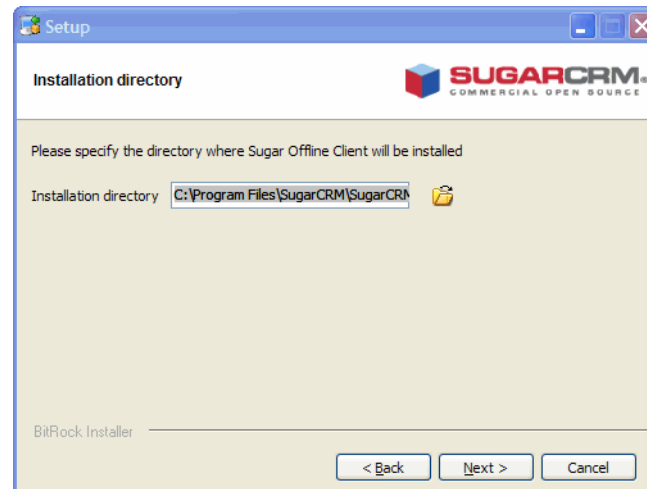 Setup
Installation directory
SUGARCRM®
COMMERCIAL OPEN SOURCE
Please specify the directory where Sugar Offline Client will be installed
Installation directory C:\Program Files\SugarCRM\SugarCRM
BitRock Installer
< Back Next > Cancel